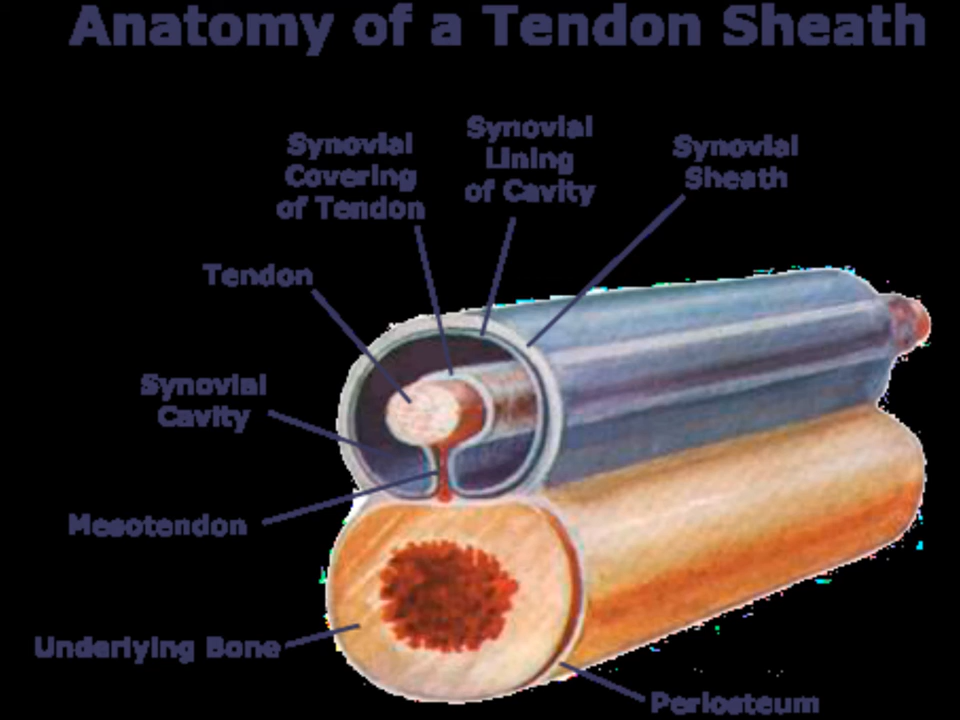 Anatomy of a Tendon Sheath
Synovial
Covering
of Tendon
Synovial
Lining
of Cavity
Synovial
Sheath
Tendon
Synovial
Cavity
Mesotendon
Underlying Bone
Periosteum